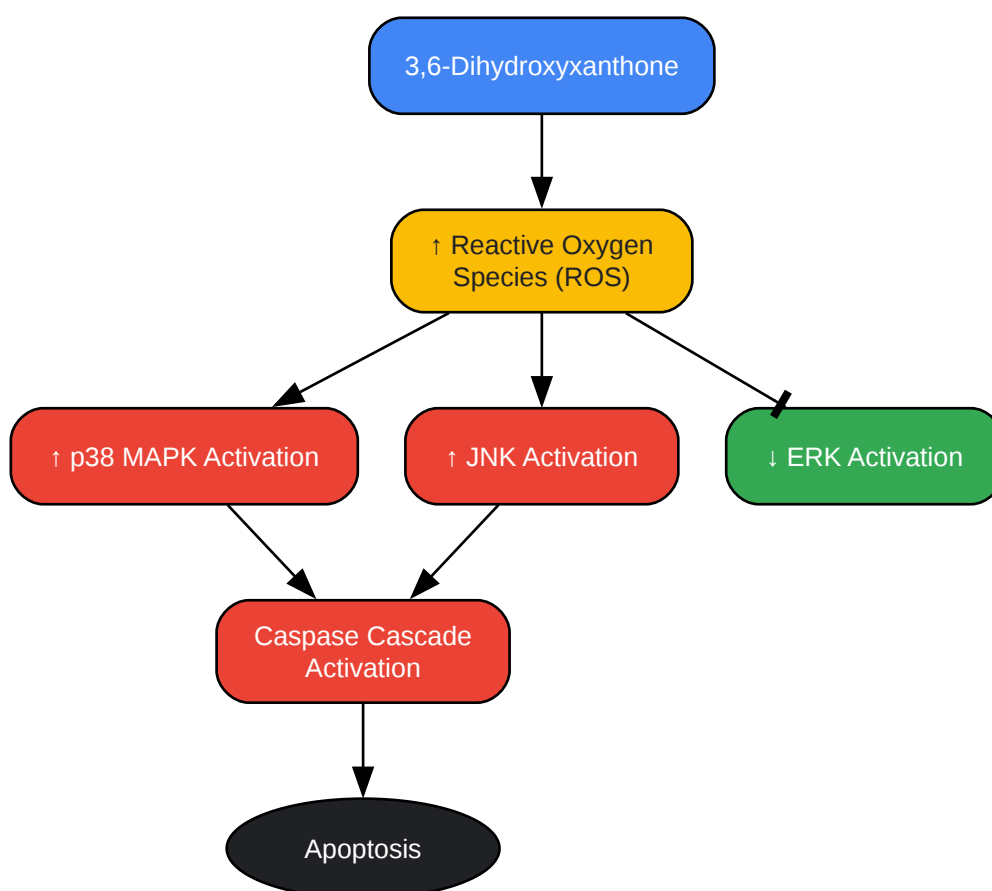 3,6-Dihydroxyxanthone
↑ Reactive Oxygen
Species (ROS)
↑ p38 MAPK Activation
↑ JNK Activation
↓ ERK Activation
Caspase Cascade
Activation
Apoptosis